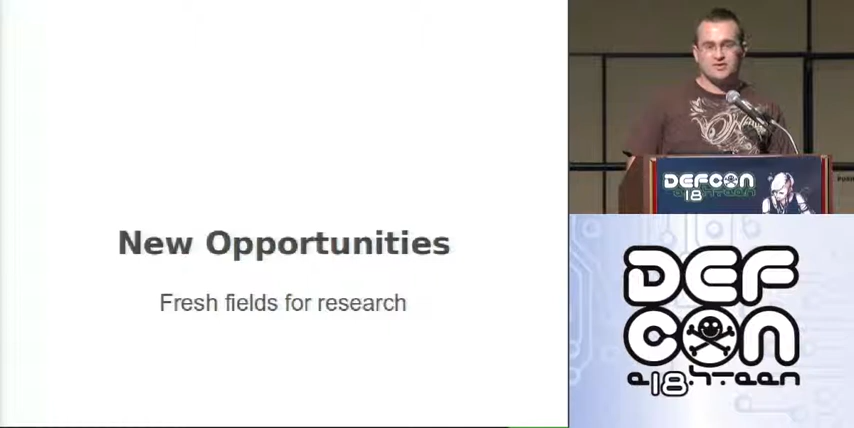 New Opportunities
Fresh fields for research
DEFCON
18
DEF
CON
18